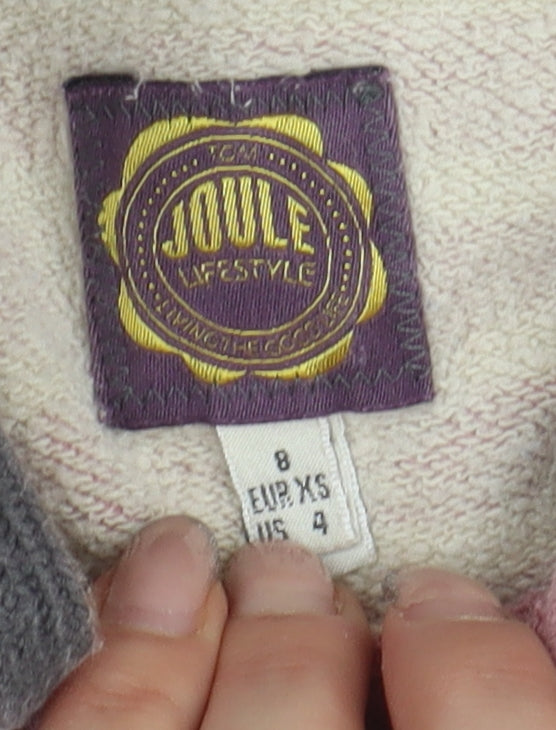 TOM
JOULE
LIFESTYLE
LIVING THE GOOD LIFE
8
EUR XS
US 4